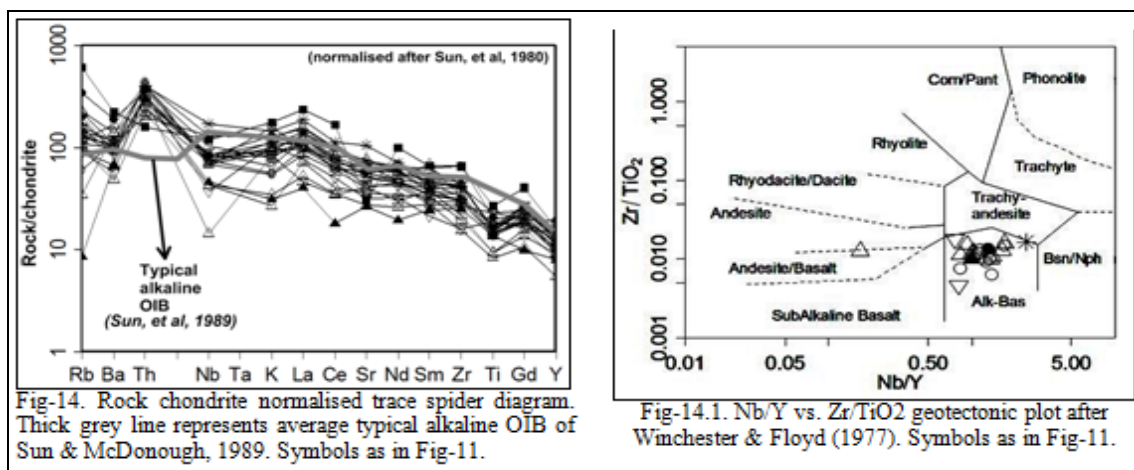 1000
100
10
1
Rock/chondrite
(normalised after Sun, et al, 1980)
Typical
alkaline
OIB
(Sun, et al, 1989)
Rb Ba Th Nb Ta K La Ce Sr Nd Sm Zr Ti Gd Y
Fig-14. Rock chondrite normalised trace spider diagram.
Thick grey line represents average typical alkaline OIB of
Sun & McDonough, 1989. Symbols as in Fig-11.
Zr/TiO2
1.000
0.100
0.010
0.001
Com/Pant
Phonolite
Rhyolite
Trachyte
Rhyodacite/Dacite
Trachy-
andesite
Andesite
Andesite/Basalt
Bsn/Nph
Alk-Bas
SubAlkaline Basalt
0.01 0.05 0.50 5.00
Nb/Y
Fig-14.1. Nb/Y vs. Zr/TiO2 geotectonic plot after
Winchester & Floyd (1977). Symbols as in Fig-11.